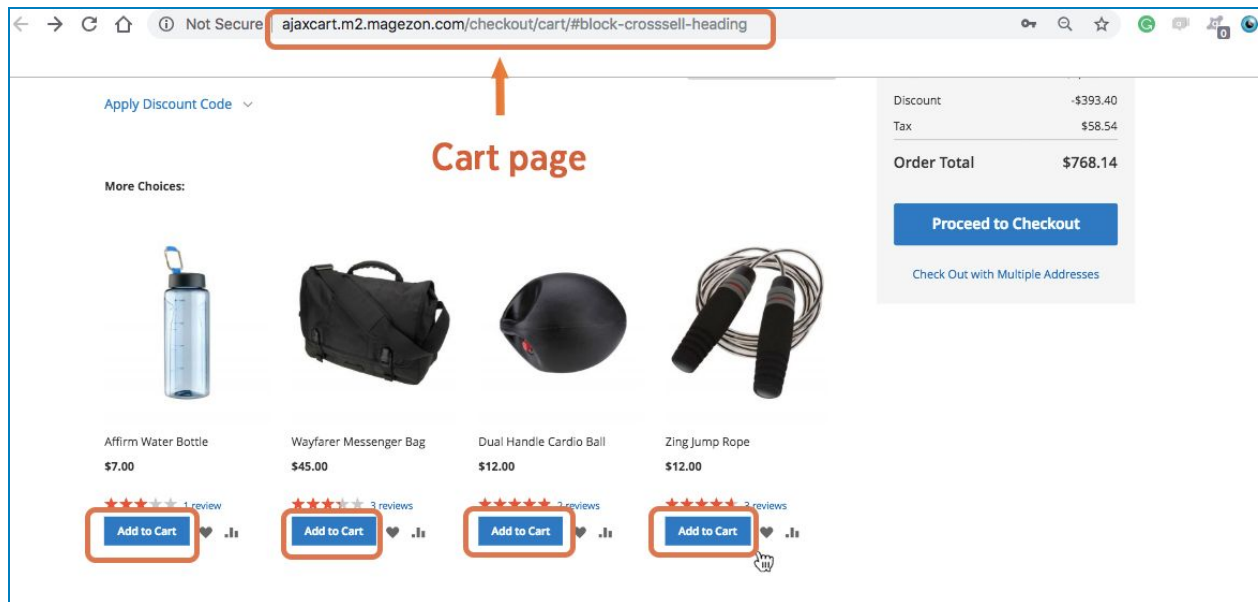 Not Secure
ajaxcart.m2.magezon.com/checkout/cart/#block-crosssell-heading
0
Apply Discount Code
Discount -$393.40
Tax $58.54
Cart page
Order Total $768.14
More Choices:
Proceed to Checkout
Check Out with Multiple Addresses
Affirm Water Bottle Wayfarer Messenger Bag Dual Handle Cardio Ball Zing Jump Rope
$7.00 $45.00 $12.00 $12.00
1 review 3 reviews 2 reviews 3 reviews
Add to Cart Add to Cart Add to Cart Add to Cart